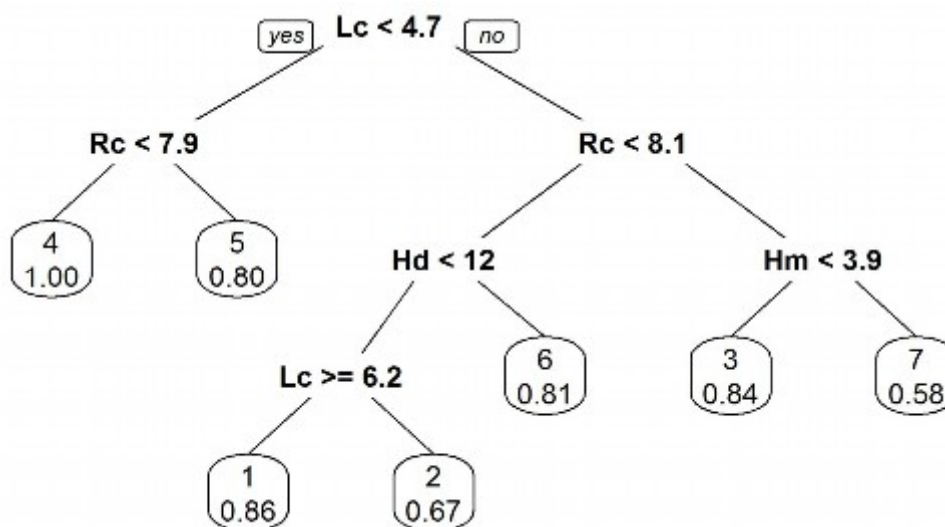 yes Lc < 4.7 no
Rc < 7.9 Rc < 8.1
4 5 Hd < 12 Hm < 3.9
1.00 0.80
Lc >= 6.2 6 3 7
0.81 0.84 0.58
1 2
0.86 0.67